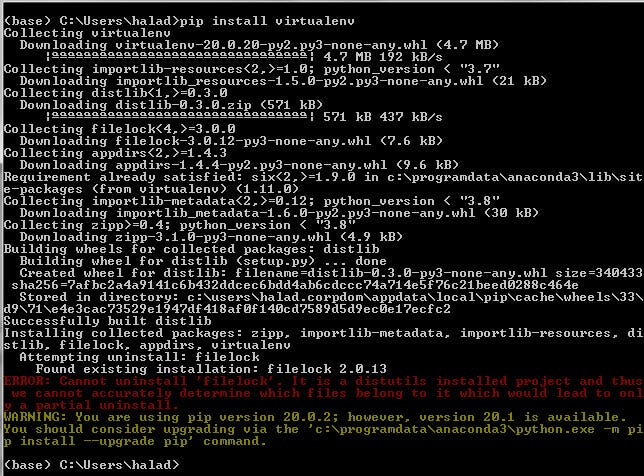 (base) C:\Users\halad>pip install virtualenv
Collecting virtualenv
Downloading virtualenv-20.0.20-py2.py3-none-any.whl (4.7 MB)
4.7 MB 192 kB/s
Collecting importlib-resources<2,>=1.0; python_version < "3.7"
Downloading importlib_resources-1.5.0-py2.py3-none-any.whl (21 kB)
Collecting distlib<1,>=0.3.0
Downloading distlib-0.3.0.zip (571 kB)
571 kB 437 kB/s
Collecting filelock<4,>=3.0.0
Downloading filelock-3.0.12-py3-none-any.whl (7.6 kB)
Collecting appdirs<2,>=1.4.3
Downloading appdirs-1.4.4-py2.py3-none-any.whl (9.6 kB)
Requirement already satisfied: six<2,>=1.9.0 in c:\programdata\anaconda3\lib\sit
e-packages (from virtualenv) (1.11.0)
Collecting importlib-metadata<2,>=0.12; python_version < "3.8"
Downloading importlib_metadata-1.6.0-py2.py3-none-any.whl (30 kB)
Collecting zipp>=0.4; python_version < "3.8"
Downloading zipp-3.1.0-py3-none-any.whl (4.9 kB)
Building wheels for collected packages: distlib
Building wheel for distlib (setup.py) ... done
Created wheel for distlib: filename=distlib-0.3.0-py3-none-any.whl size=340433
sha256=7afbc2a4a9141c6b432ddcec6bdd4ab6cdccc74a714e5f76c21beed0288c464e
Stored in directory: c:\users\halad.corpdom\appdata\local\pip\cache\wheels\33\
d9\71\e4e3cac73529e1947df418af0f140cd7589d5d9ec0e17ecfc2
Successfully built distlib
Installing collected packages: zipp, importlib-metadata, importlib-resources, di
stlib, filelock, appdirs, virtualenv
Attempting uninstall: filelock
Found existing installation: filelock 2.0.13
ERROR: Cannot uninstall 'filelock'. It is a distutils installed project and thus
we cannot accurately determine which files belong to it which would lead to onl
y a partial uninstall.
WARNING: You are using pip version 20.0.2; however, version 20.1 is available.
You should consider upgrading via the 'c:\programdata\anaconda3\python.exe -m pi
p install --upgrade pip' command.
(base) C:\Users\halad>